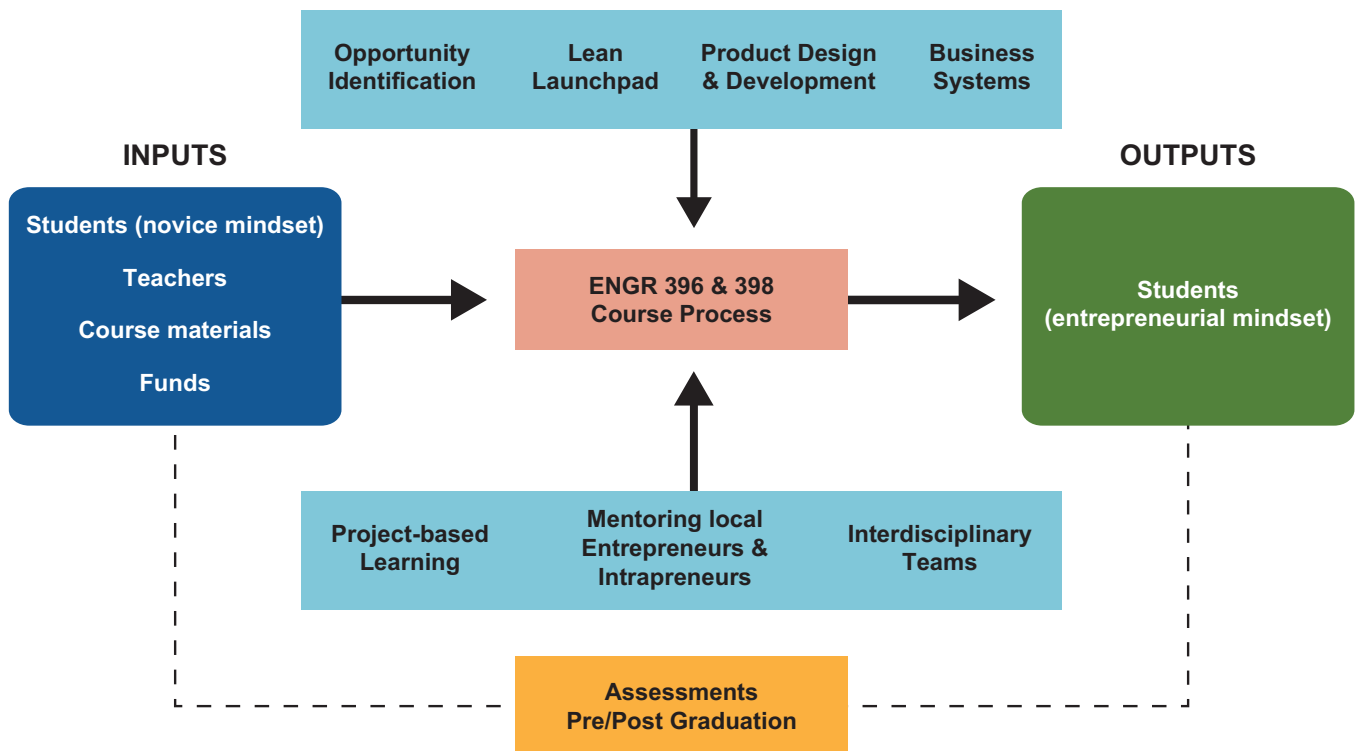 Opportunity
Identification
Lean
Launchpad
Product Design
& Development
Business
Systems
INPUTS
Students (novice mindset)
Teachers
Course materials
Funds
ENGR 396 & 398
Course Process
OUTPUTS
Students
(entrepreneurial mindset)
Project-based
Learning
Mentoring local
Entrepreneurs &
Intrapreneurs
Interdisciplinary
Teams
Assessments
Pre/Post Graduation